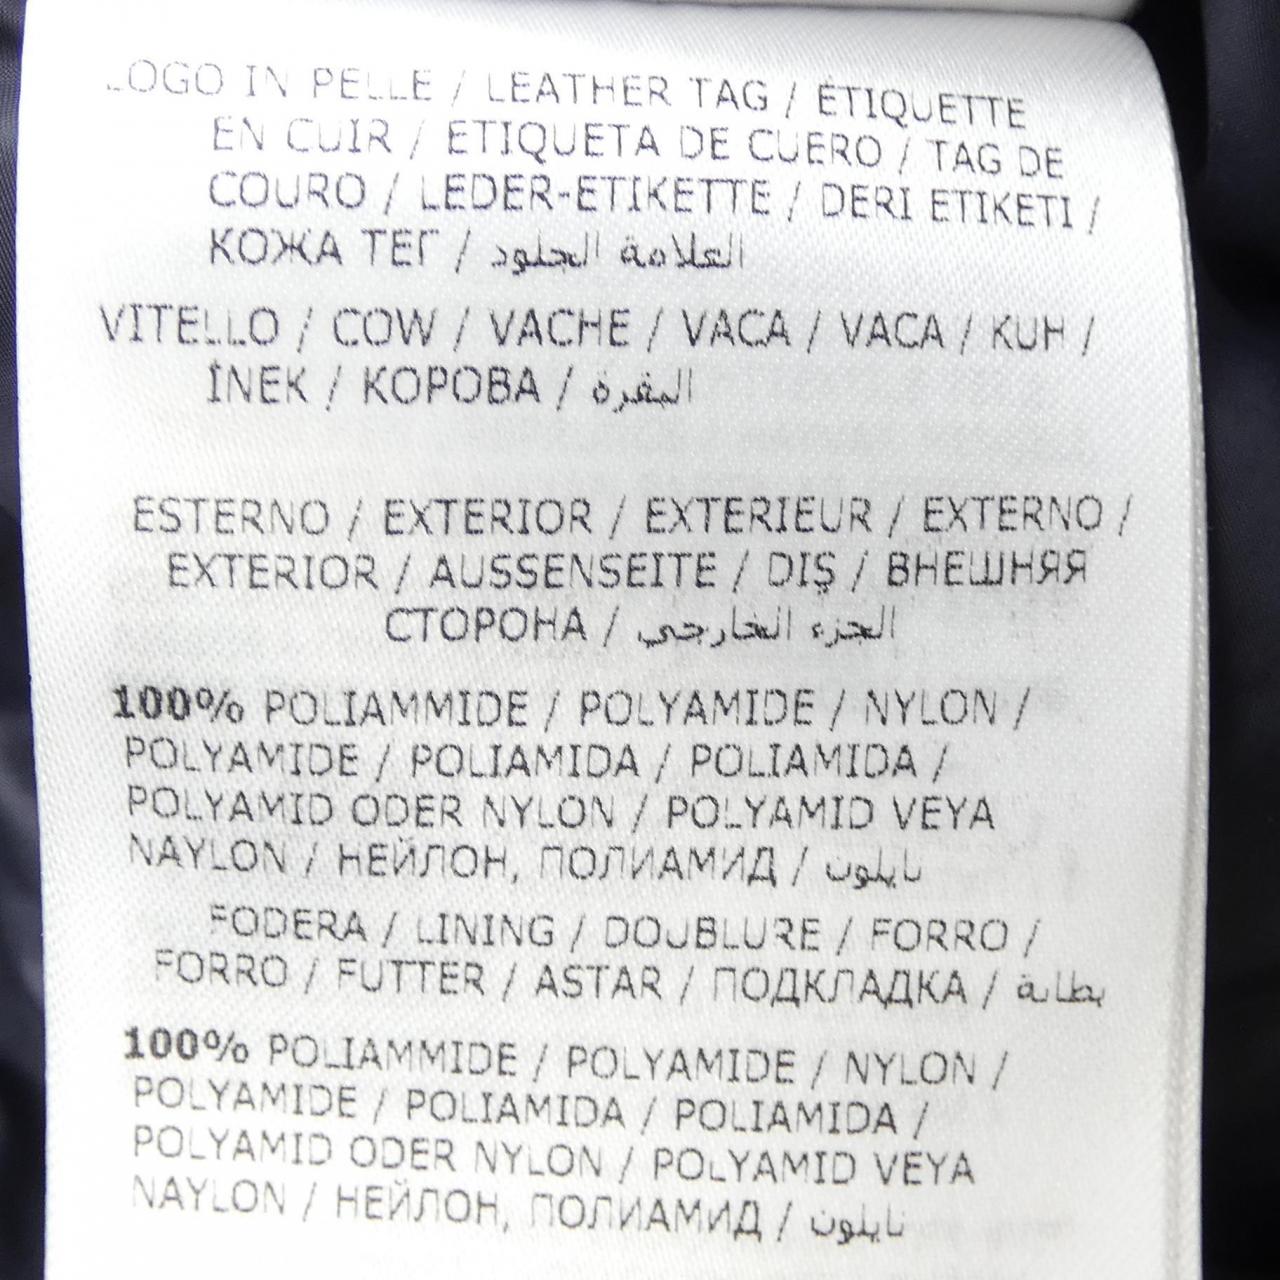 LOGO IN PELLE / LEATHER TAG / ÉTIQUETTE
EN CUIR / ETIQUETA DE CUERO / TAG DE
COURO / LEDER-ETIKETTE / DERI ETIKETI /
КОЖА ТЕГ / العلامة الجلود
VITELLO / COW / VACHE / VACA / VACA / KUH /
İNEK / КОРОВА / البقرة
ESTERNO / EXTERIOR / EXTERIEUR / EXTERNO /
EXTERIOR / AUSSENSEITE / DIŞ / ВНЕШНЯЯ
СТОРОНА / الجزء الخارجي
100% POLIAMMIDE / POLYAMIDE / NYLON /
POLYAMIDE / POLIAMIDA / POLIAMIDA /
POLYAMID ODER NYLON / POLYAMID VEYA
NAYLON / НЕЙЛОН, ПОЛИАМИД / نايلون
FODERA / LINING / DOUBLURE / FORRO /
FORRO / FUTTER / ASTAR / ПОДКЛАДКА / بطانة
100% POLIAMMIDE / POLYAMIDE / NYLON /
POLYAMIDE / POLIAMIDA / POLIAMIDA /
POLYAMID ODER NYLON / POLYAMID VEYA
NAYLON / НЕЙЛОН, ПОЛИАМИД / نايلون